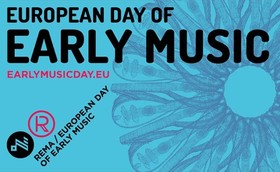 EUROPEAN DAY OF
EARLY MUSIC
EARLYMUSICDAY.EU
R
REMA / EUROPEAN DAY
OF EARLY MUSIC